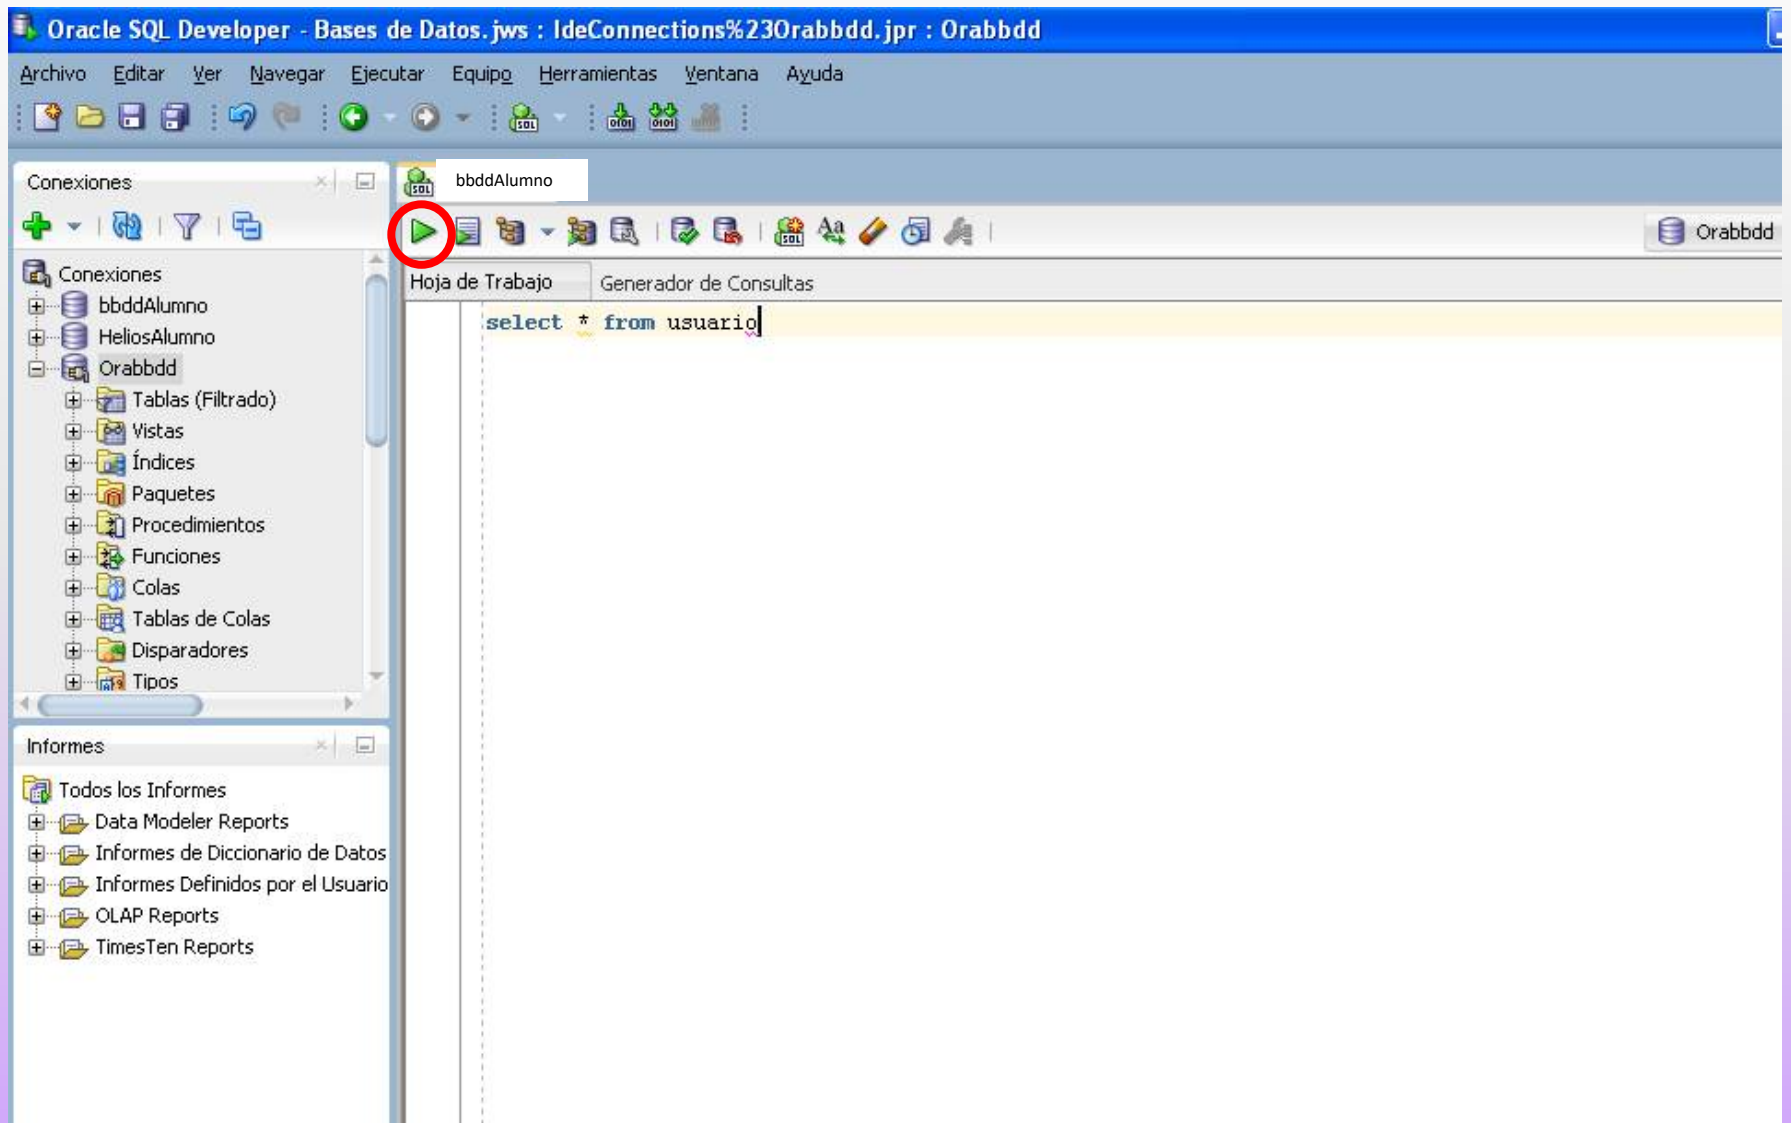 Oracle SQL Developer - Bases de Datos.jws : IdeConnections%23Orabbdd.jpr : Orabbdd
Archivo Editar Ver Navegar Ejecutar Equipo Herramientas Ventana Ayuda
Conexiones
Conexiones
bbddAlumno
HeliosAlumno
Orabbdd
Tablas (Filtrado)
Vistas
Índices
Paquetes
Procedimientos
Funciones
Colas
Tablas de Colas
Disparadores
Tipos
Informes
Todos los Informes
Data Modeler Reports
Informes de Diccionario de Datos
Informes Definidos por el Usuario
OLAP Reports
TimesTen Reports
bbddAlumno
Orabbdd
Hoja de Trabajo Generador de Consultas
select * from usuario